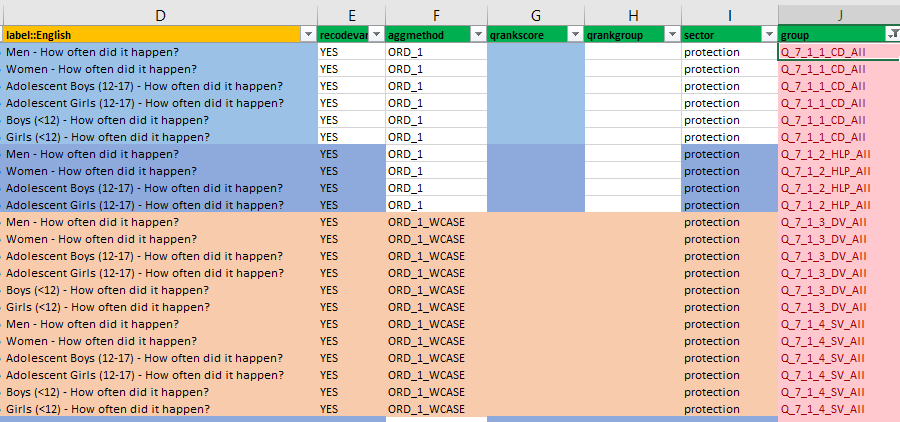 D E F G H I J
label::English recodevar aggmethod qrankscore qrankgroup sector group
Men - How often did it happen? YES ORD_1 protection Q_7_1_1_CD_All
Women - How often did it happen? YES ORD_1 protection Q_7_1_1_CD_All
Adolescent Boys (12-17) - How often did it happen? YES ORD_1 protection Q_7_1_1_CD_All
Adolescent Girls (12-17) - How often did it happen? YES ORD_1 protection Q_7_1_1_CD_All
Boys (<12) - How often did it happen? YES ORD_1 protection Q_7_1_1_CD_All
Girls (<12) - How often did it happen? YES ORD_1 protection Q_7_1_1_CD_All
Men - How often did it happen? YES ORD_1 protection Q_7_1_2_HLP_All
Women - How often did it happen? YES ORD_1 protection Q_7_1_2_HLP_All
Adolescent Boys (12-17) - How often did it happen? YES ORD_1 protection Q_7_1_2_HLP_All
Adolescent Girls (12-17) - How often did it happen? YES ORD_1 protection Q_7_1_2_HLP_All
Men - How often did it happen? YES ORD_1_WCASE protection Q_7_1_3_DV_All
Women - How often did it happen? YES ORD_1_WCASE protection Q_7_1_3_DV_All
Adolescent Boys (12-17) - How often did it happen? YES ORD_1_WCASE protection Q_7_1_3_DV_All
Adolescent Girls (12-17) - How often did it happen? YES ORD_1_WCASE protection Q_7_1_3_DV_All
Boys (<12) - How often did it happen? YES ORD_1_WCASE protection Q_7_1_3_DV_All
Girls (<12) - How often did it happen? YES ORD_1_WCASE protection Q_7_1_3_DV_All
Men - How often did it happen? YES ORD_1_WCASE protection Q_7_1_4_SV_All
Women - How often did it happen? YES ORD_1_WCASE protection Q_7_1_4_SV_All
Adolescent Boys (12-17) - How often did it happen? YES ORD_1_WCASE protection Q_7_1_4_SV_All
Adolescent Girls (12-17) - How often did it happen? YES ORD_1_WCASE protection Q_7_1_4_SV_All
Boys (<12) - How often did it happen? YES ORD_1_WCASE protection Q_7_1_4_SV_All
Girls (<12) - How often did it happen? YES ORD_1_WCASE protection Q_7_1_4_SV_All